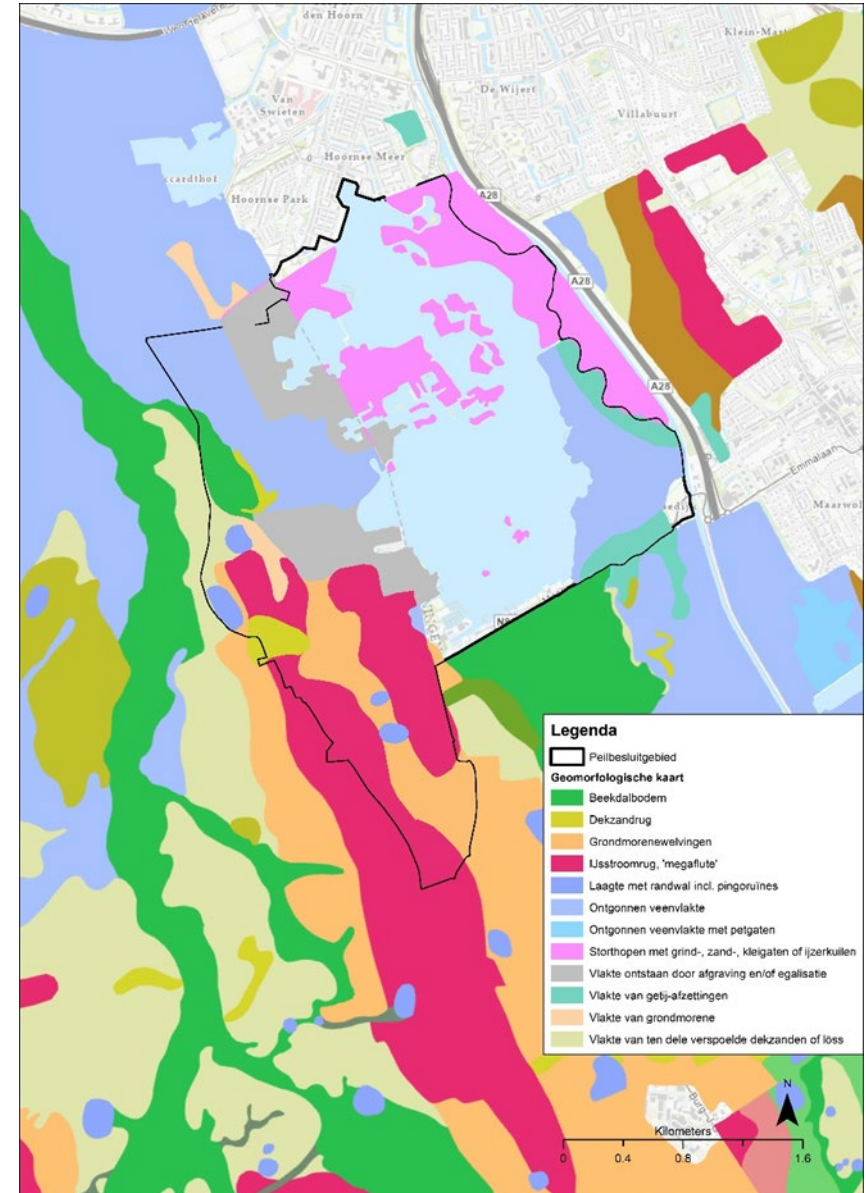 den Hoorn
Klein-Mart
De Wijert
Van
Swieten
Villabuurt
Hoornse Meer
ccardthof
Hoornse Park
A28
A28
A28
Emmalaan
Maarwol
Legenda
Peilbesluitgebied
Geomorfologische kaart
Beekdalbodem
Dekzandrug
Grondmorenewelvingen
IJsstroomrug, 'megaflute'
Laagte met randwal incl. pingoruïnes
Ontgonnen veenvlakte
Ontgonnen veenvlakte met petgaten
Storthopen met grind-, zand-, kleigaten of ijzerkuilen
Vlakte ontstaan door afgraving en/of egalisatie
Vlakte van getij-afzettingen
Vlakte van grondmorene
Vlakte van ten dele verspoelde dekzanden of löss
N
Kilometers
0 0.4 0.8 1.6